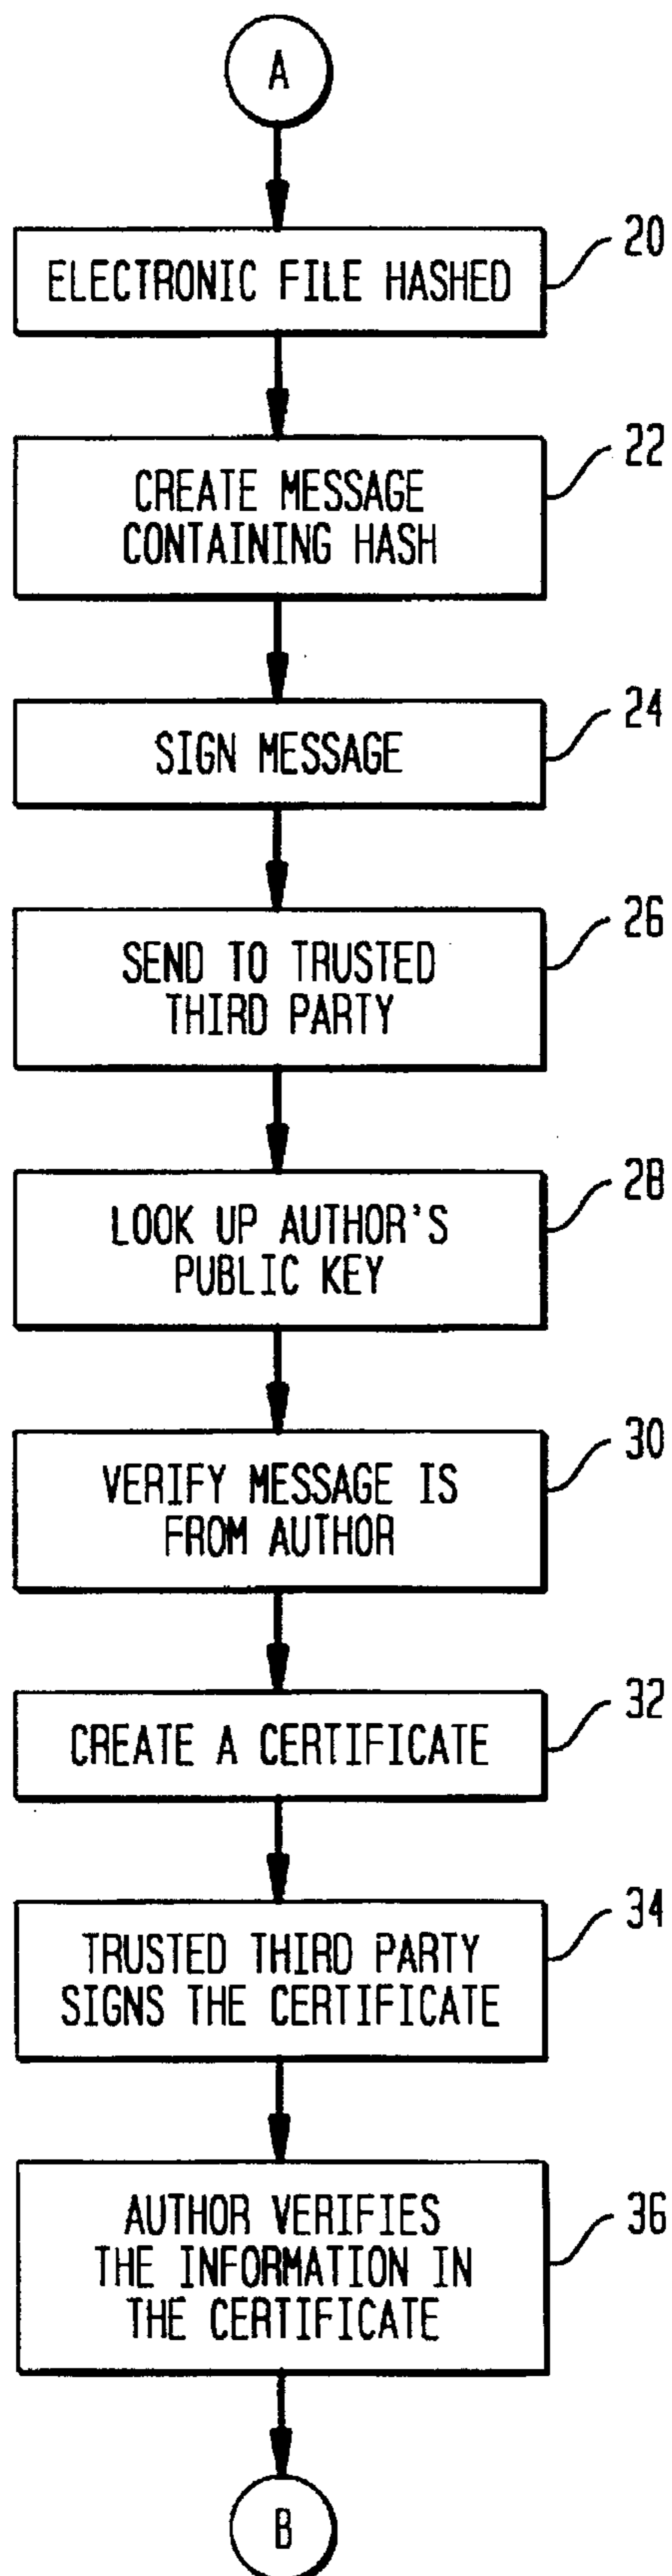 A
ELECTRONIC FILE HASHED
20
CREATE MESSAGE
CONTAINING HASH
22
SIGN MESSAGE
24
SEND TO TRUSTED
THIRD PARTY
26
LOOK UP AUTHOR'S
PUBLIC KEY
28
VERIFY MESSAGE IS
FROM AUTHOR
30
CREATE A CERTIFICATE
32
TRUSTED THIRD PARTY
SIGNS THE CERTIFICATE
34
AUTHOR VERIFIES
THE INFORMATION IN
THE CERTIFICATE
36
B